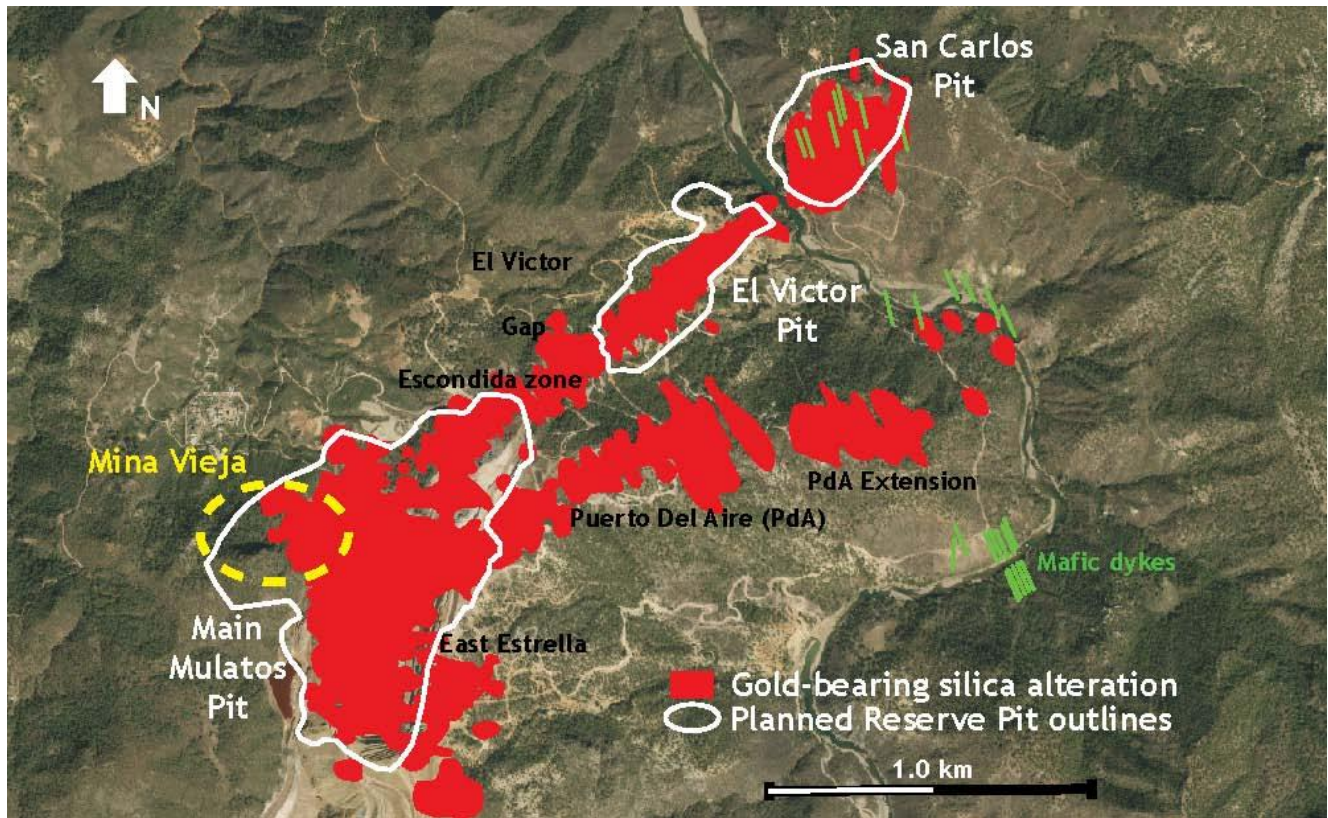 San Carlos
Pit
N
El Victor
El Victor
Pit
Gap
Escondida zone
Mina Vieja
PdA Extension
Puerto Del Aire (PdA)
Mafic dykes
Main
Mulatos
Pit
East Estrella
Gold-bearing silica alteration
Planned Reserve Pit outlines
1.0 km